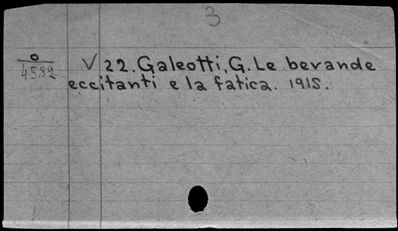 3
o
4582
V 22. Galeotti, G. Le bevande
eccitanti e la fatica. 1915.